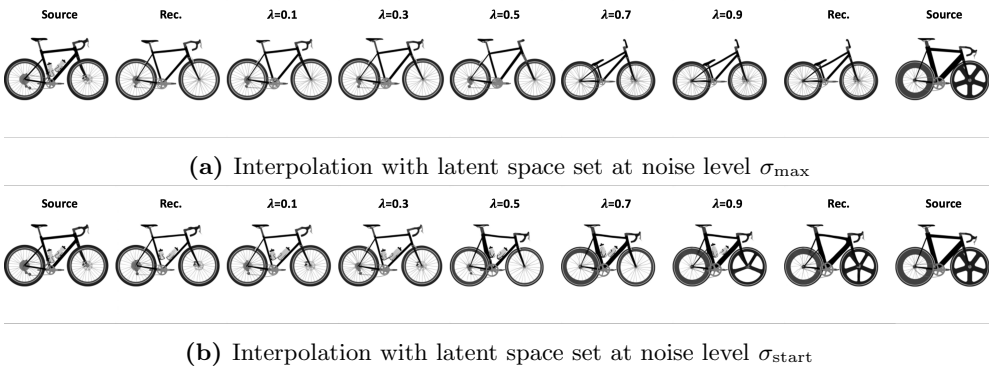 Source Rec. λ=0.1 λ=0.3 λ=0.5 λ=0.7 λ=0.9 Rec. Source
(a) Interpolation with latent space set at noise level σmax
Source Rec. λ=0.1 λ=0.3 λ=0.5 λ=0.7 λ=0.9 Rec. Source
(b) Interpolation with latent space set at noise level σstart